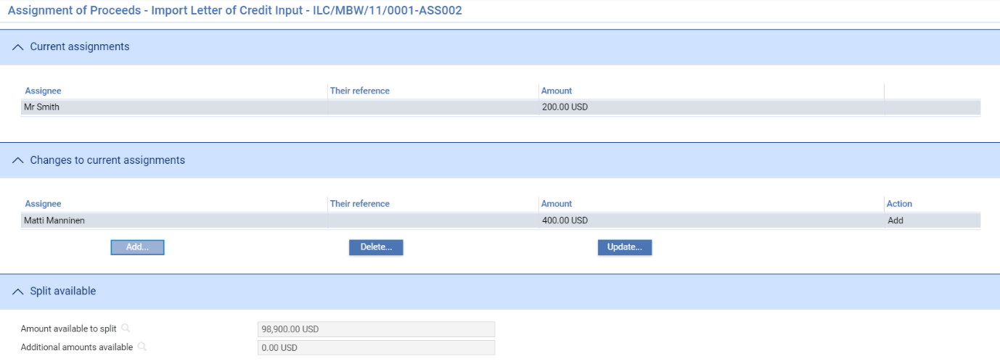 Assignment of Proceeds - Import Letter of Credit Input - ILC/MBW/11/0001-ASS002
Current assignments
Assignee Their reference Amount
Mr Smith 200.00 USD
Changes to current assignments
Assignee Their reference Amount Action
Matti Manninen 400.00 USD Add
Add... Delete... Update...
Split available
Amount available to split 98,900.00 USD
Additional amounts available 0.00 USD